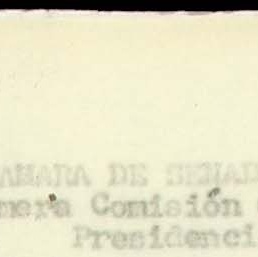 AMARA DE SENAD
mera Comisión
Presidenci